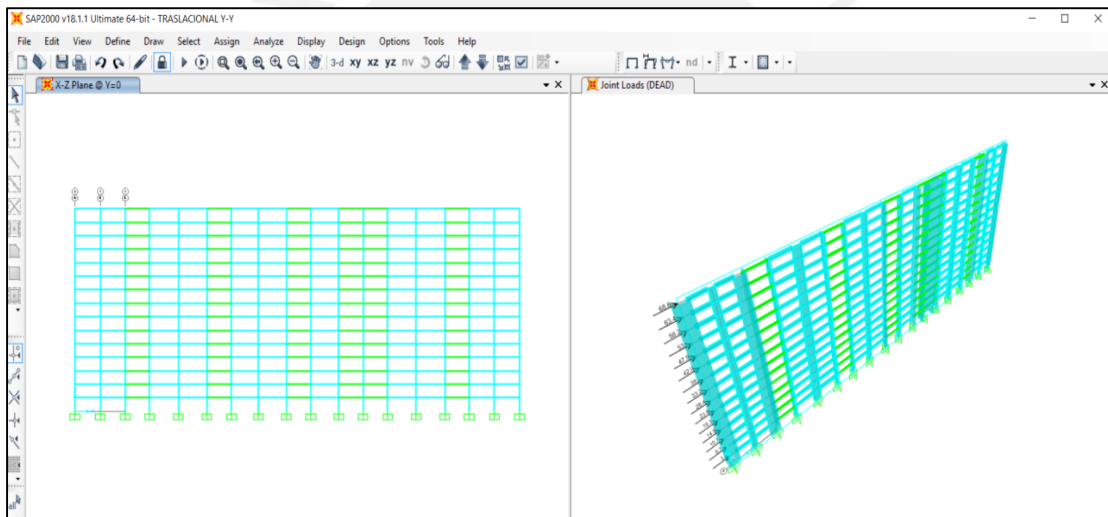 SAP2000 v18.1.1 Ultimate 64-bit - TRASLACIONAL Y-Y
File Edit View Define Draw Select Assign Analyze Display Design Options Tools Help
3-d xy xz yz nv nd
X-Z Plane @ Y=0
Joint Loads (DEAD)
all